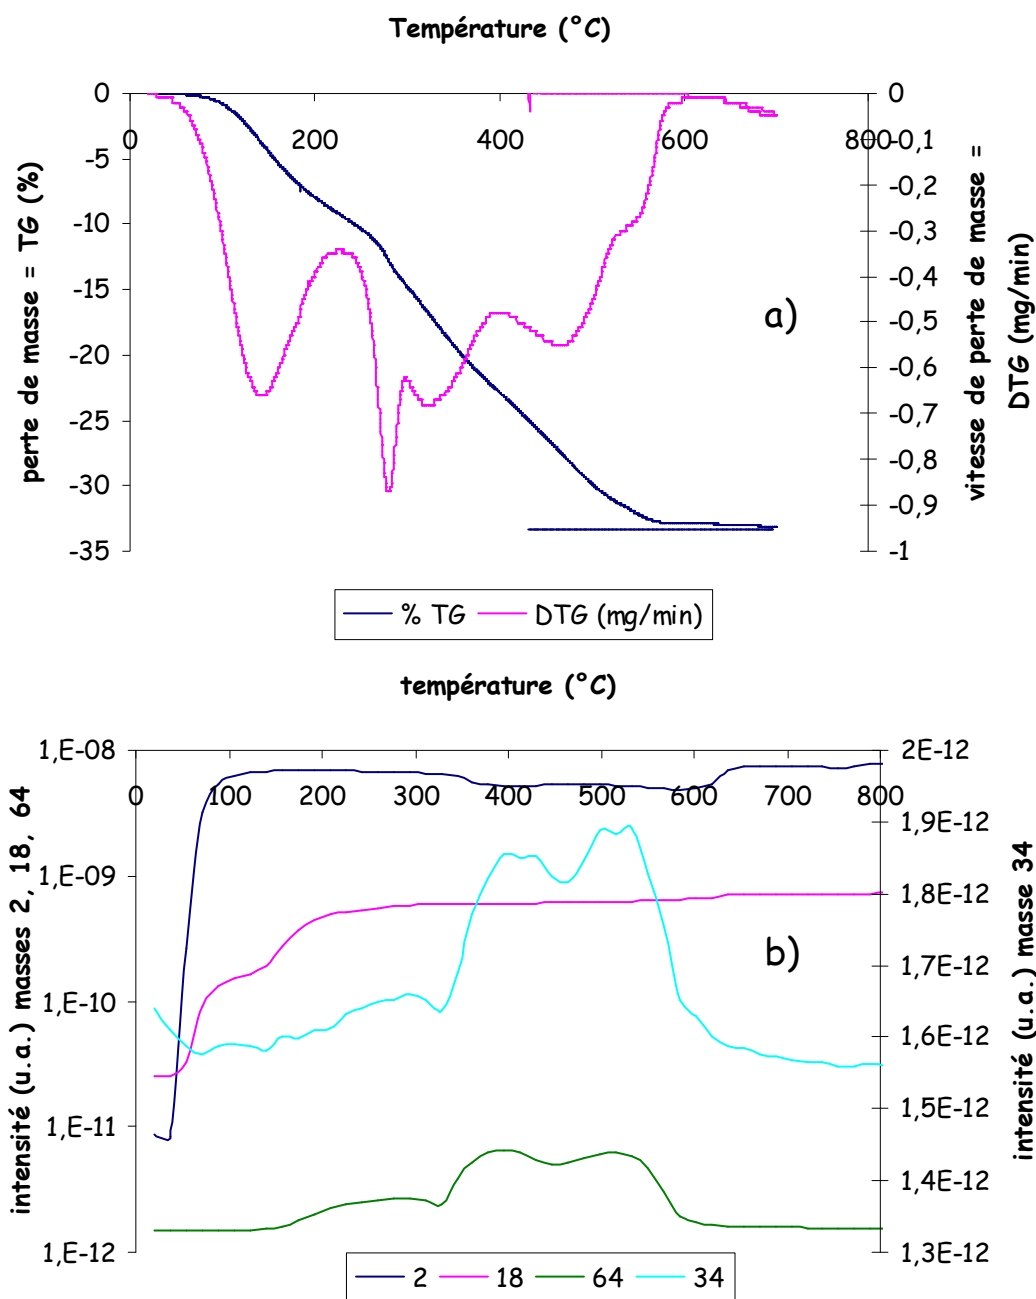 Température (°C)
0
-5
-10
-15
-20
-25
-30
-35
0
200
400
600
800
0
-0,1
-0,2
-0,3
-0,4
-0,5
-0,6
-0,7
-0,8
-0,9
-1
perte de masse = TG (%)
vitesse de perte de masse =
DTG (mg/min)
a)
% TG
DTG (mg/min)
température (°C)
1,E-08
1,E-09
1,E-10
1,E-11
1,E-12
0
100
200
300
400
500
600
700
800
2E-12
1,9E-12
1,8E-12
1,7E-12
1,6E-12
1,5E-12
1,4E-12
1,3E-12
intensité (u.a.) masses 2, 18, 64
intensité (u.a.) masse 34
b)
2
18
64
34